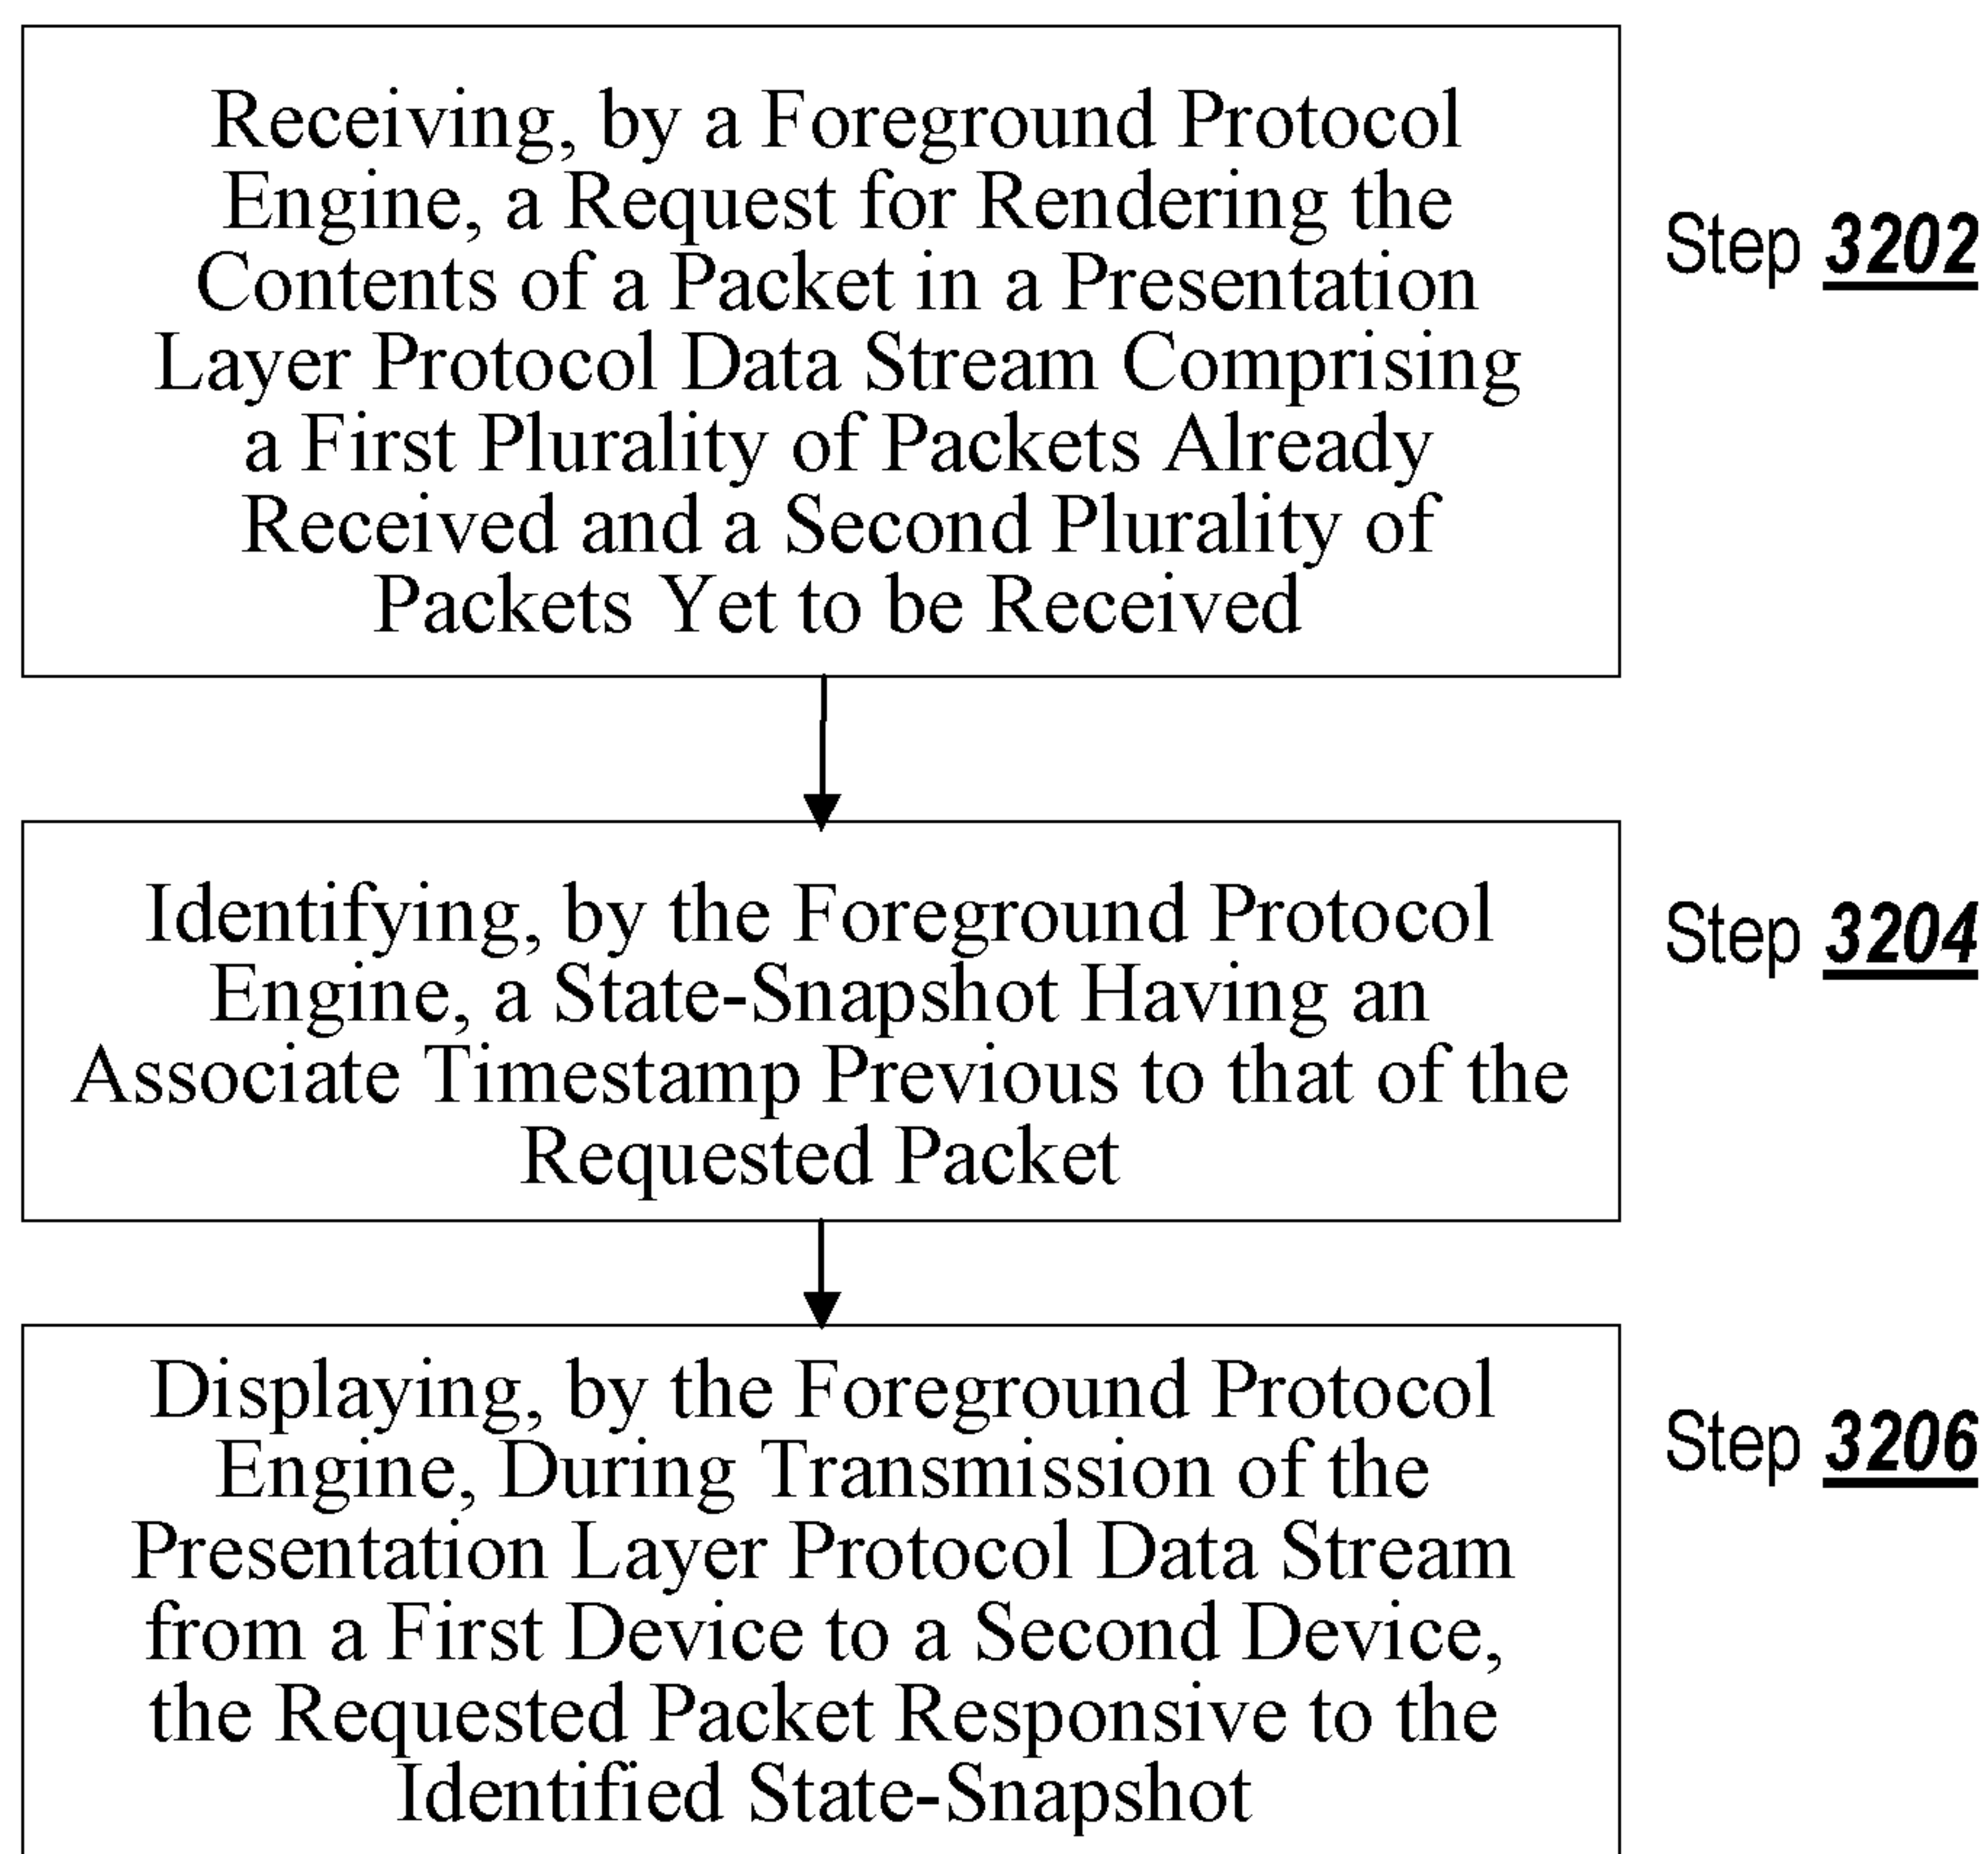 Receiving, by a Foreground Protocol
Engine, a Request for Rendering the
Contents of a Packet in a Presentation
Layer Protocol Data Stream Comprising
a First Plurality of Packets Already
Received and a Second Plurality of
Packets Yet to be Received
Step 3202
Identifying, by the Foreground Protocol
Engine, a State-Snapshot Having an
Associate Timestamp Previous to that of the
Requested Packet
Step 3204
Displaying, by the Foreground Protocol
Engine, During Transmission of the
Presentation Layer Protocol Data Stream
from a First Device to a Second Device,
the Requested Packet Responsive to the
Identified State-Snapshot
Step 3206